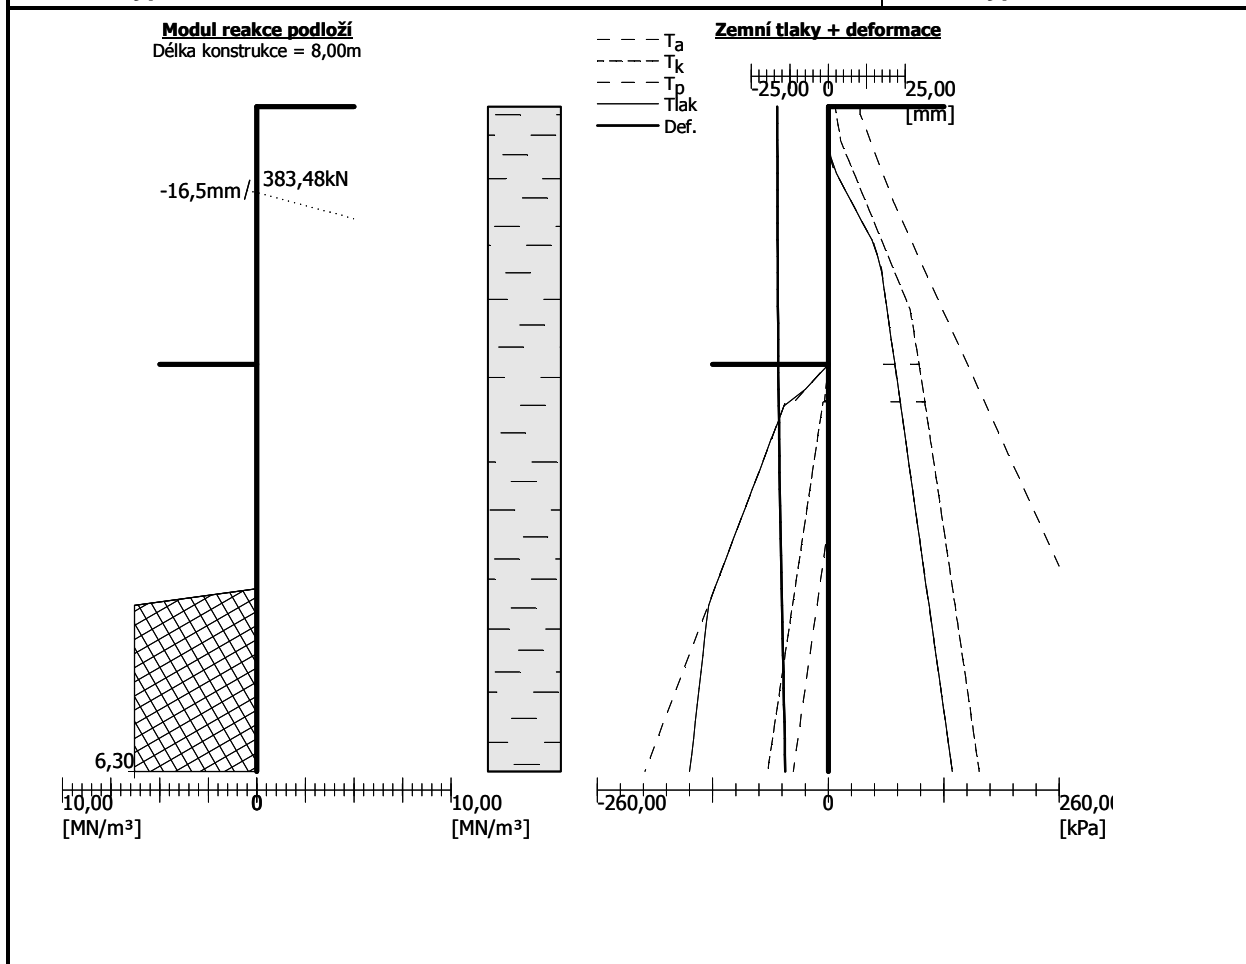 Modul reakce podloží
Délka konstrukce = 8,00m
-16,5mm
383,48kN
6,30
10,00
0
10,00
[MN/m³]
[MN/m³]
Ta
Tk
Tp
Tlak
Def.
Zemní tlaky + deformace
-25,00
0
25,00
[mm]
-260,00
0
260,0
[kPa]